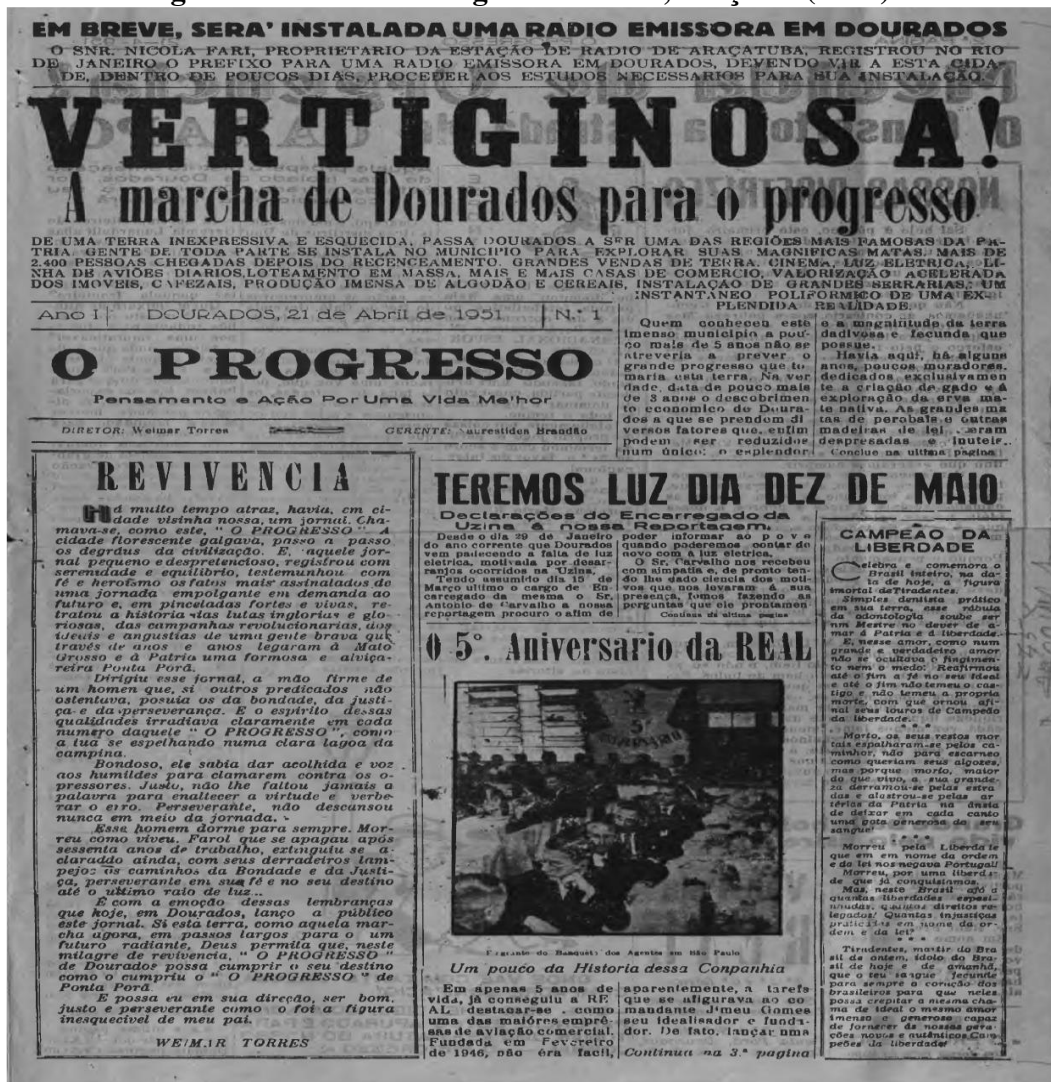 EM BREVE, SERA' INSTALADA UMA RADIO EMISSORA EM DOURADOS
O SNR. NICOLA FARI, PROPRIETARIO DA ESTAÇÃO DE RADIO DE ARAÇATUBA, REGISTROU NO RIO
DE JANEIRO O PREFIXO PARA UMA RADIO EMISSORA EM DOURADOS, DEVENDO VIR A ESTA CIDA-
DE, DENTRO DE POUCOS DIAS, PROCEDER AOS ESTUDOS NECESSARIOS PARA SUA INSTALAÇÃO.
VERTIGINOSA!
A marcha de Dourados para o progresso
DE UMA TERRA INEXPRESSIVA E ESQUECIDA, PASSA DOURADOS A SER UMA DAS REGIÕES MAIS FAMOSAS DA PA-
TRIA. GENTE DE TODA PARTE SE INSTALA NO MUNICIPIO PARA EXPLORAR SUAS MAGNIFICAS MATAS. MAIS DE
2.400 PESSOAS CHEGADAS DEPOIS DO RECENCEAMENTO. GRANDES VENDAS DE TERRA, CINEMA, LUZ ELETRICA, LI-
NHA DE AVIÕES DIARIOS, LOTEAMENTO EM MASSA, MAIS E MAIS CASAS DE COMERCIO, VALORIZAÇÃO ACELERADA
DOS IMOVEIS, CAFEZAIS, PRODUÇÃO IMENSA DE ALGODÃO E CEREAIS, INSTALAÇÃO DE GRANDES SERRARIAS, UM
INSTANTANEO POLIFORMICO DE UMA EX-
PLENDIDA REALIDADE.
Ano I DOURADOS, 21 de Abril de 1951 N.º 1
O PROGRESSO
Pensamento e Ação Por Uma Vida Melhor
DIRETOR: Weimar Torres GERENTE: Brandão
Quem conheceu este
imenso municipio a pou-
co mais de 5 anos não se
atreveria a prever o
grande progresso que to-
maria esta terra. Na ver
dade, data de pouco mais
de 3 anos o descobrimen
to economico de Doura-
dos a que se prendem di
versos fatores que, enfim
podem ser reduzidos
num único: o esplendor
e a magnitude da terra
dadivosa e fecunda que
possue.
Havia aqui, há alguns
anos, poucos moradores,
dedicados exclusivamen
te a criação de gado e á
exploração da erva ma-
te nativa. As grandes ma
tas de perobais e outras
madeiras de lei eram
despresadas e inuteis..
Conclue na ultima pagina
REVIVENCIA
Há muito tempo atraz, havia, em ci-
dade visinha nossa, um jornal. Cha-
mava-se, como este, " O PROGRESSO ". A
cidade florescente galgava, passo a passo
os degráus da civilização. E, aquele jor-
nal pequeno e despretencioso, registrou com
serenidade e equilibrio, testemunhou com
fé e heroismo os fatos mais assinalados de
uma jornada empolgante em demanda ao
futuro e, em pinceladas fortes e vivas, re-
tratou a historia das lutas inglorias e glo-
riosas, das campanhas revolucionarias, dos
ideais e angustias de uma gente brava que
através de anos e anos legaram á Mato
Grosso e á Patria uma formosa e alviça-
reira Ponta Porã.
Dirigiu esse jornal, a mão firme de
um homen que, si outros predicados não
ostentava, possuia os da bondade, da justi-
ça e da perseverança. E o espirito dessas
qualidades irradiava claramente em cada
numero daquele " O PROGRESSO ", como
a lua se espelhando numa clara lagoa da
campina.
Bondoso, ele sabia dar acolhida e voz
aos humildes para clamarem contra os o-
pressores. Justo, não lhe faltou jamais a
palavra para enaltecer a virtude e verbe-
rar o erro. Perseverante, não descansou
nunca em meio da jornada.
Esse homem dorme para sempre. Mor-
reu como viveu. Farol que se apagou após
sessenta anos de trabalho, extinguiu se a-
clarando ainda, com seus derradeiros lam-
pejos os caminhos da Bondade e da Justi-
ça, perseverante em sua fé e no seu destino
até o ultimo raio de luz..
E com a emoção dessas lembranças
que hoje, em Dourados, lanço a público
este jornal. Si esta terra, como aquela mar-
cha agora, em passos largos para o um
futuro radiante, Deus permita que, neste
milagre de revivencia, " O PROGRESSO "
de Dourados possa cumprir o seu destino
como o cumpriu o " O PROGRESSO " de
Ponta Porã.
E possa eu em sua direção, ser bom,
justo e perseverante como o foi a figura
inesquecivel de meu pai.
WEIMAR TORRES
TEREMOS LUZ DIA DEZ DE MAIO
Declarações do Encarregado da
Uzina á nossa Reportagem.
Desde o dia 29 de Janeiro
do ano corrente que Dourados
vem padecendo a falta de luz
eletrica, motivada por desar-
ranjos ocorridos na Uzina.
Tendo assumido dia 15 de
Março ultimo o cargo de En-
carregado da mesma o Sr.
Antonio de Carvalho a nossa
reportagem procuro o afim de
poder informar ao povo
quando poderemos contar de
novo com a luz eletrica.
O Sr. Carvalho nos recebeu
com simpatia e, de pronto ten-
do lhe dado ciencia dos moti-
vos que nos levaram á sua
presença, fomos fazendo as
perguntas que ele prontamen-
Continua na ultima pagina
O 5º. Aniversario da REAL
do Banquete dos Agentes em São Paulo
Um pouco da Historia dessa Conpanhia
Em apenas 5 anos de
vida, já conseguiu a RE
AL destacar-se como
uma das maióres emprê-
sas de aviação comercial.
Fundada em Fevereiro
de 1946, não éra facil,
aparentemente, a tarefa
que se afigurava ao co
mandante Gomes
seu idealisador e funda-
dor. De fato, lançar uma
Continua na 3.ª pagina
CAMPEÃO DA
LIBERDADE
Celebra e comemora o
Brasil inteiro, na da-
ta de hoje, a figura
imortal de Tiradentes.
Simples dentista prático
em sua terra, esse rábula
da odontologia soube ser
um Mestre no dever de a-
mar á Patria e á liberdade.
E, nesse amor, como num
grande e verdadeiro amor
não se ocultava o fingimen-
to nem o medo: Reafirmou
até o fim a fé no seu ideal
e até o fim não temeu o cas-
tigo e não temeu a propria
morte, com que ornou afi-
nal seus louros de Campeão
da liberdade.
Morto, os seus restos mor
tais espalharam-se pelos ca-
minhos, não para escarneo
como queriam seus algozes,
mas porque morto, maior
do que vivo, a sua grande-
za derramou-se pelas estra
das e alastrou-se pelas ar
térias da Patria na ânsia
de deixar em cada canto
uma gota generosa do seu
sangue!
* * *
Morreu pela Liberdade
que em em nome da ordem
e da lei nos negava Portugal!
Morreu, por uma liberda-
de que já conquistamos.
Mas, neste Brasil
quantas liberdades espesi-
nhadas, quantos direitos re-
legados! Quantas injustiças
praticadas em nome da or-
dem e da lei!
* * *
Tiradentes, martir do Bra
sil de ontem, idolo do Bra-
sil de hoje e de amanhã,
que o teu sangue fecunde
para sempre o coração dos
brasileiros para que neles
possa crepitar a mesma cha-
ma de ideal o mesmo amor
imenso e generoso capaz
de fornecer ás nossas gera-
ções novos e autênticos Cam-
peões da liberdade!